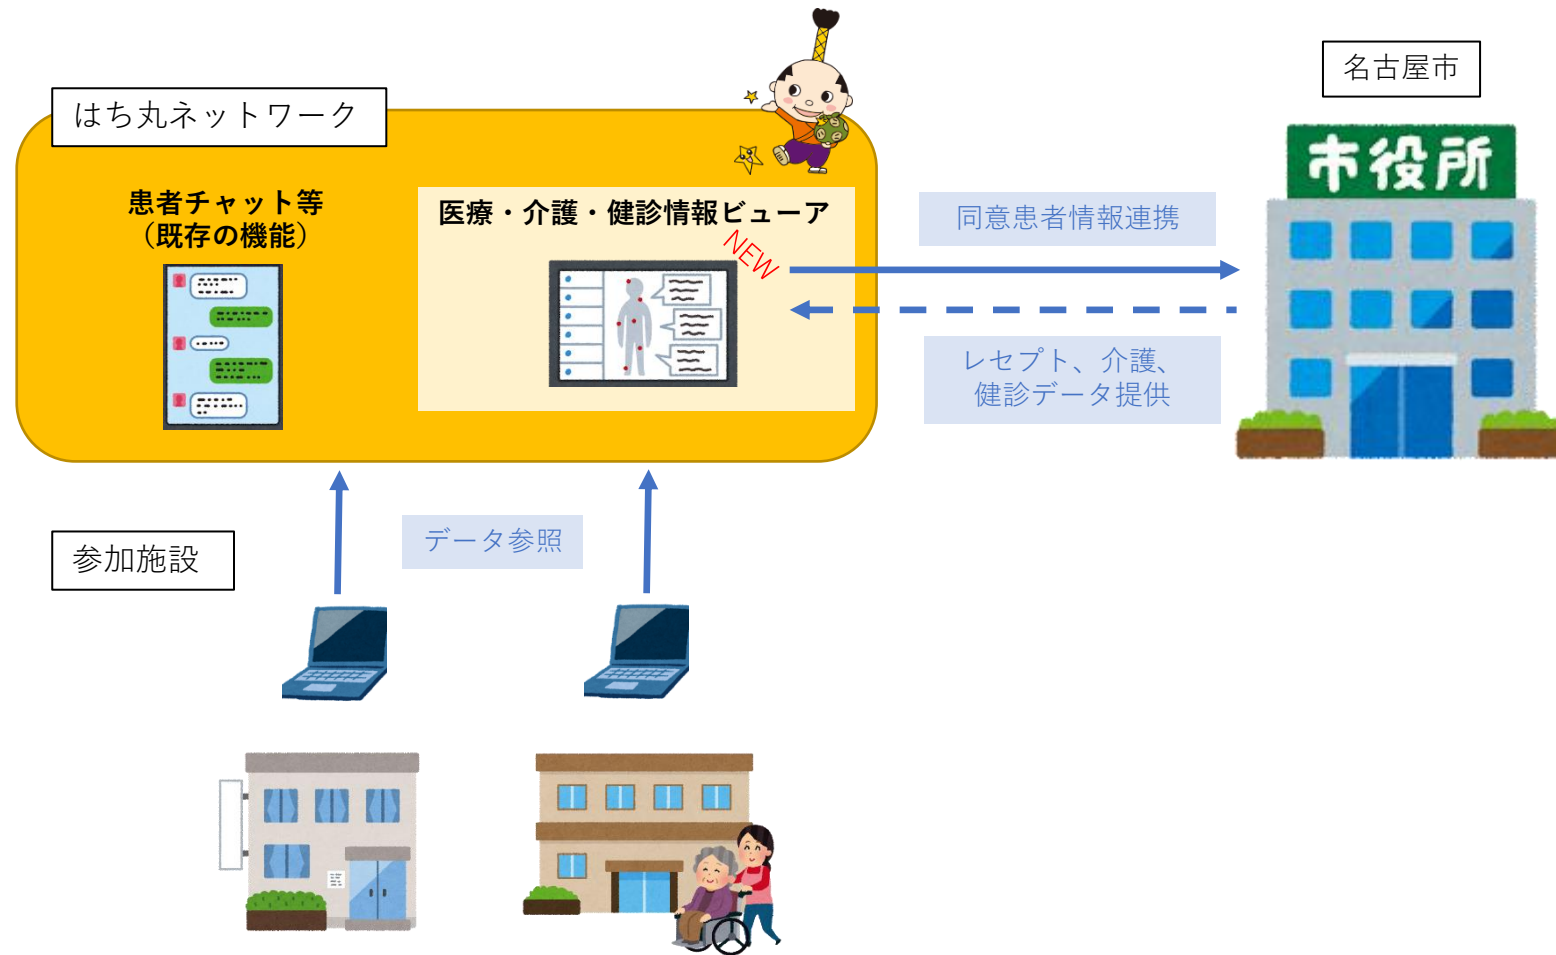 はち丸ネットワーク
患者チャット等
（既存の機能）
医療・介護・健診情報ビューア
NEW
同意患者情報連携
レセプト、介護、
健診データ提供
名古屋市
市役所
データ参照
参加施設